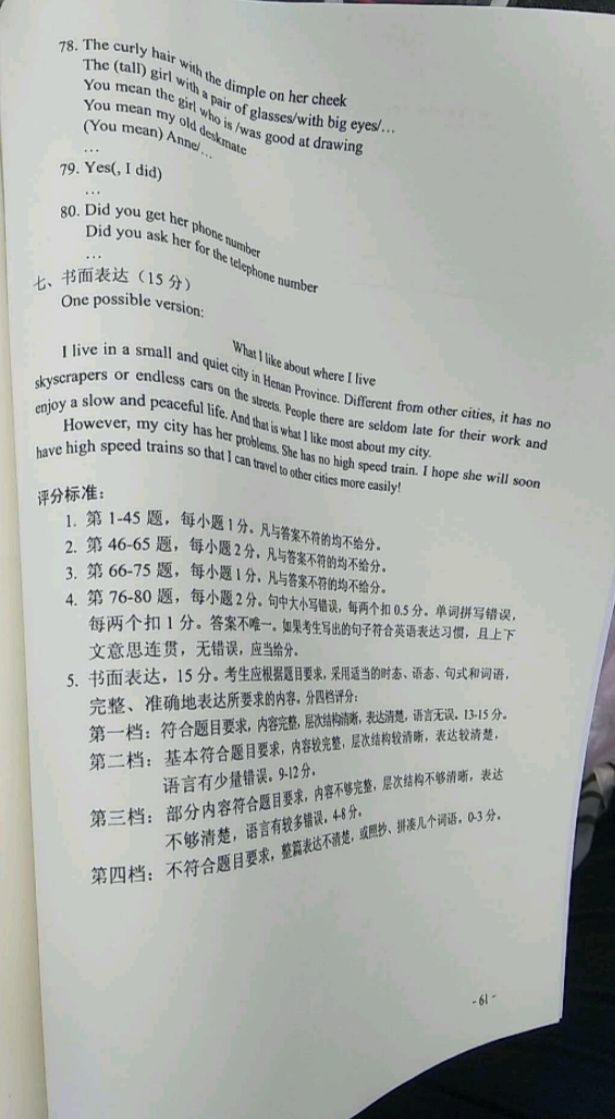 78. The curly hair with the dimple on her cheek
The (tall) girl with a pair of glasses/with big eyes/…
You mean the girl who is /was good at drawing
You mean my old deskmate
(You mean) Anne/…
…
79. Yes(, I did)
…
80. Did you get her phone number
Did you ask her for the telephone number
…
七、书面表达（15 分）
One possible version:
What I like about where I live
I live in a small and quiet city in Henan Province. Different from other cities, it has no
skyscrapers or endless cars on the streets. People there are seldom late for their work and
enjoy a slow and peaceful life. And that is what I like most about my city.
However, my city has her problems. She has no high speed train. I hope she will soon
have high speed trains so that I can travel to other cities more easily!
评分标准：
1. 第 1-45 题，每小题 1 分。凡与答案不符的均不给分。
2. 第 46-65 题，每小题 2 分。凡与答案不符的均不给分。
3. 第 66-75 题，每小题 1 分。凡与答案不符的均不给分。
4. 第 76-80 题，每小题 2 分。句中大小写错误，每两个扣 0.5 分。单词拼写错误，
每两个扣 1 分。答案不唯一。如果考生写出的句子符合英语表达习惯，且上下
文意思连贯，无错误，应当给分。
5. 书面表达，15 分。考生应根据题目要求，采用适当的时态、语态、句式和词语，
完整、准确地表达所要求的内容。分四档评分：
第一档：符合题目要求，内容完整，层次结构清晰，表达清楚，语言无误。13-15 分。
第二档：基本符合题目要求，内容较完整，层次结构较清晰，表达较清楚，
语言有少量错误。9-12 分。
第三档：部分内容符合题目要求，内容不够完整，层次结构不够清晰，表达
不够清楚，语言有较多错误。4-8 分。
第四档：不符合题目要求，整篇表达不清楚，或照抄、拼凑几个词语。0-3 分。
- 61 -